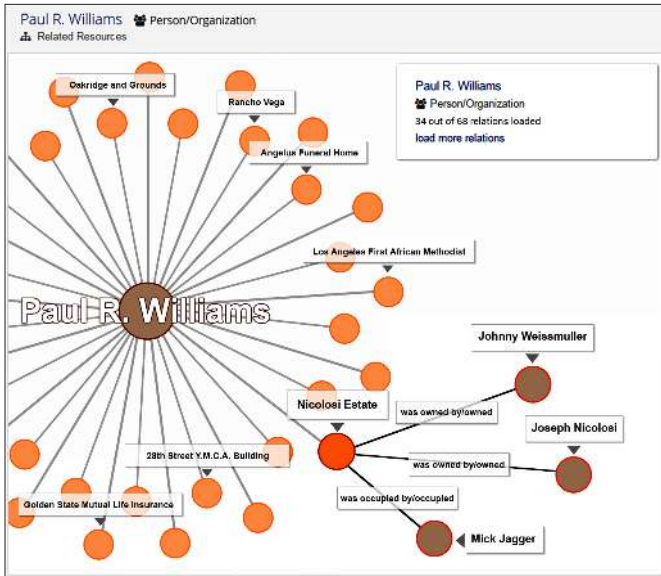 Paul R. Williams Person/Organization
Related Resources
Paul R. Williams
Person/Organization
34 out of 68 relations loaded
load more relations
Oakridge and Grounds
Rancho Vega
Angelus Funeral Home
Los Angeles First African Methodist
Paul R. Williams
Johnny Weissmuller
Nicolosi Estate
was owned by/owned
Joseph Nicolosi
28th Street Y.M.C.A. Building
was owned by/owned
was occupied by/occupied
Golden State Mutual Life Insurance
Mick Jagger